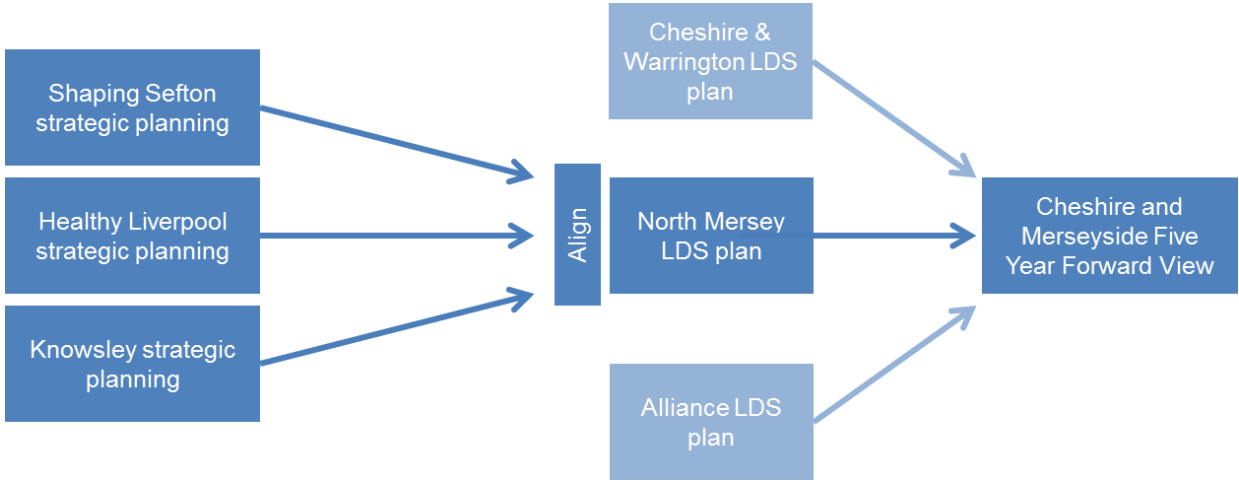 Shaping Sefton
strategic planning
Healthy Liverpool
strategic planning
Knowsley strategic
planning
Align
Cheshire &
Warrington LDS
plan
North Mersey
LDS plan
Alliance LDS
plan
Cheshire and
Merseyside Five
Year Forward View